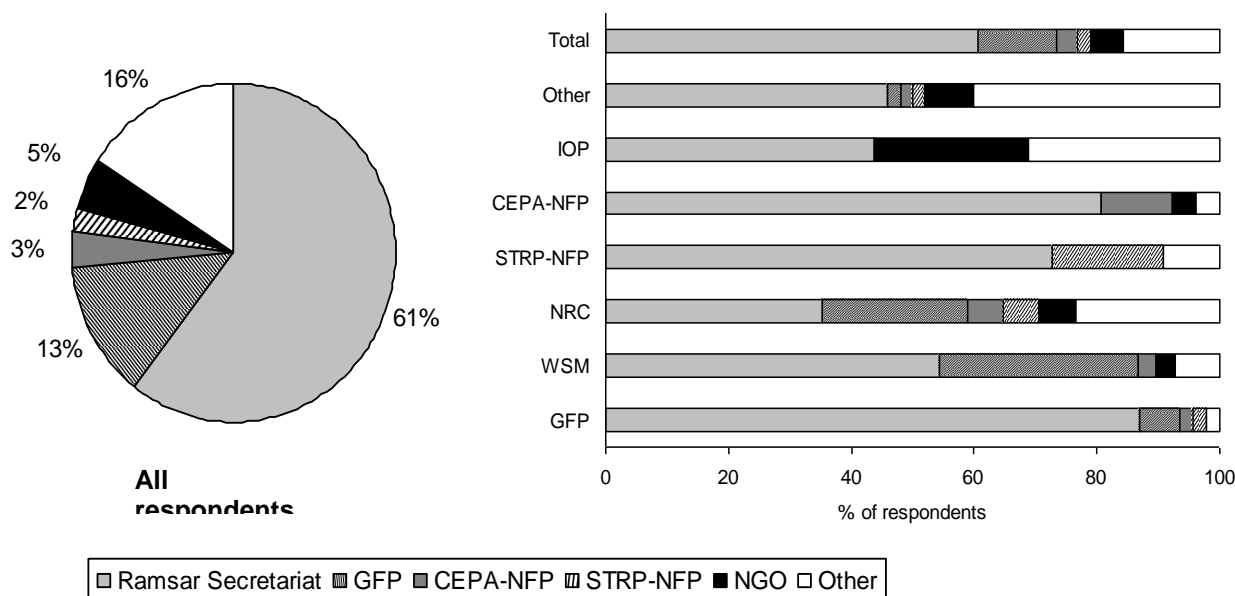 16%
5%
2%
3%
13%
61%
All
respondents
Total
Other
IOP
CEPA-NFP
STRP-NFP
NRC
WSM
GFP
0 20 40 60 80 100
% of respondents
Ramsar Secretariat GFP CEPA-NFP STRP-NFP NGO Other